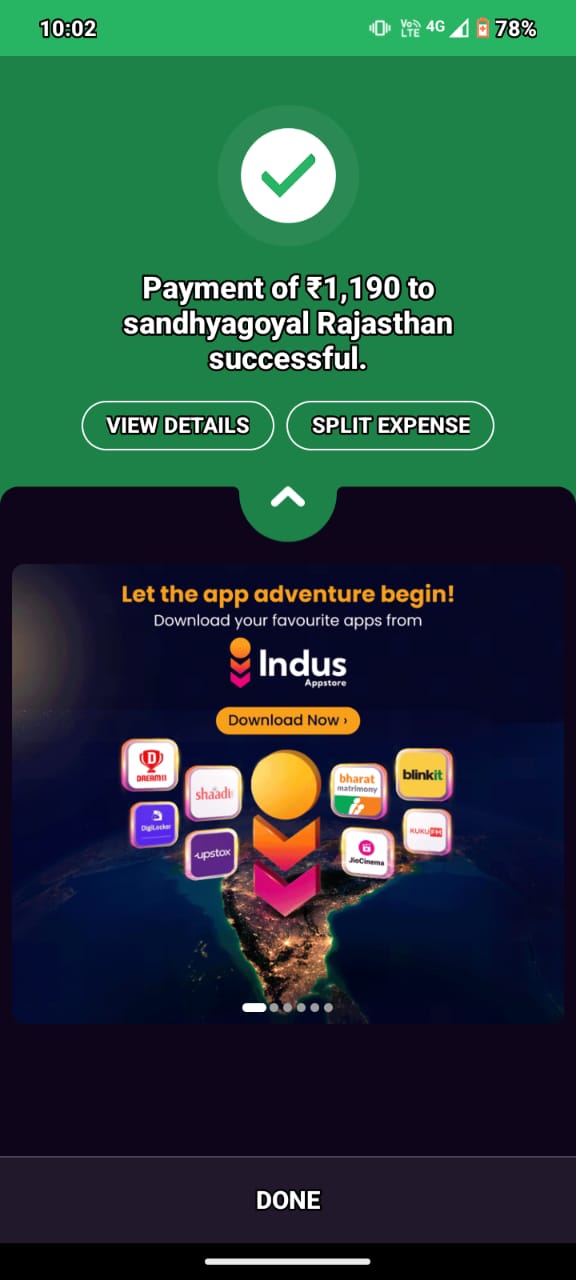 10:02
Vo))
LTE
4G
78%
Payment of ₹1,190 to
sandhyagoyal Rajasthan
successful.
VIEW DETAILS
SPLIT EXPENSE
Let the app adventure begin!
Download your favourite apps from
Indus
Appstore
Download Now ›
D
DREAM11
shaadi
bharat
matrimony
blinkit
DigiLocker
upstox
JioCinema
KUKU FM
DONE